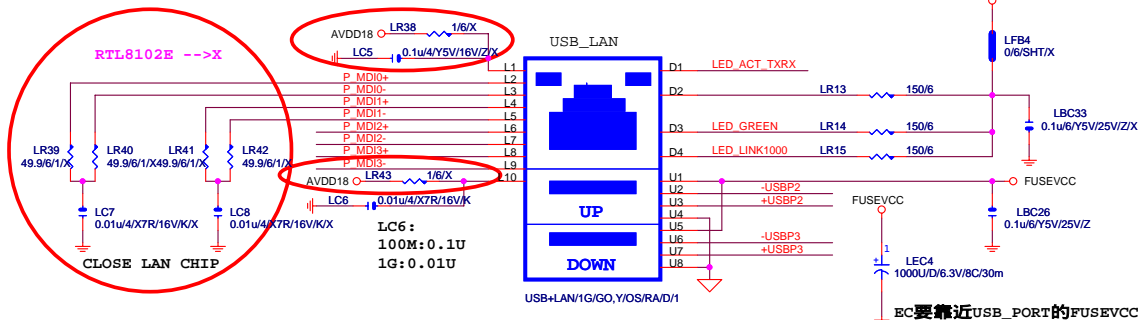 AVDD18 LR38 1/6/X
LC5 0.1u/4/Y5V/16V/Z/X
RTL8102E -->X
USB_LAN
LFB4
0/6/SHT/X
P_MDI0+
P_MDI0-
P_MDI1+
P_MDI1-
P_MDI2+
P_MDI2-
P_MDI3+
P_MDI3-
L1
L2
L3
L4
L5
L6
L7
L8
L9
L10
D1
D2
D3
D4
U1
U2
U3
U4
U5
U6
U7
U8
LED_ACT_TXRX
LR13 150/6
LED_GREEN LR14 150/6
LED_LINK1000 LR15 150/6
LBC33
0.1u/6/Y5V/25V/Z/X
LR39
49.9/6/1/X
LR40
49.9/6/1/X
LR41
49.9/6/1/X
LR42
49.9/6/1/X
AVDD18 LR43 1/6/X
LC6 0.01u/4/X7R/16V/K
LC7
0.01u/4/X7R/16V/K/X
LC8
0.01u/4/X7R/16V/K/X
CLOSE LAN CHIP
LC6:
100M:0.1U
1G:0.01U
UP
DOWN
USB+LAN/1G/GO,Y/OS/RA/D/1
-USBP2
+USBP2
-USBP3
+USBP3
FUSEVCC
LBC26
0.1u/6/Y5V/25V/Z
FUSEVCC
1
+
LEC4
1000U/D/6.3V/8C/30m
EC要靠近USB_PORT的FUSEVCC